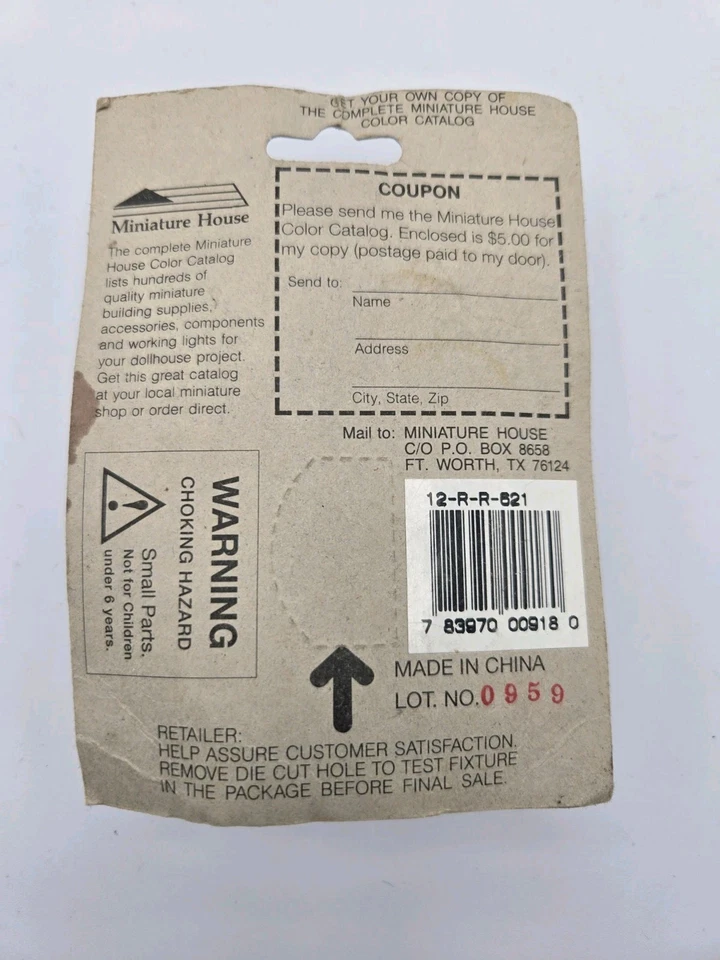 GET YOUR OWN COPY OF
THE COMPLETE MINIATURE HOUSE
COLOR CATALOG
Miniature House
The complete Miniature
House Color Catalog
lists hundreds of
quality miniature
building supplies,
accessories, components
and working lights for
your dollhouse project.
Get this great catalog
at your local miniature
shop or order direct.
COUPON
Please send me the Miniature House
Color Catalog. Enclosed is $5.00 for
my copy (postage paid to my door).
Send to:
Name
Address
City, State, Zip
Mail to: MINIATURE HOUSE
C/O P.O. BOX 8658
FT. WORTH, TX 76124
WARNING
CHOKING HAZARD
Small Parts.
Not for Children
under 6 years.
12-R-R-621
7 83970 00918 0
MADE IN CHINA
LOT. NO. 0959
RETAILER:
HELP ASSURE CUSTOMER SATISFACTION.
REMOVE DIE CUT HOLE TO TEST FIXTURE
IN THE PACKAGE BEFORE FINAL SALE.